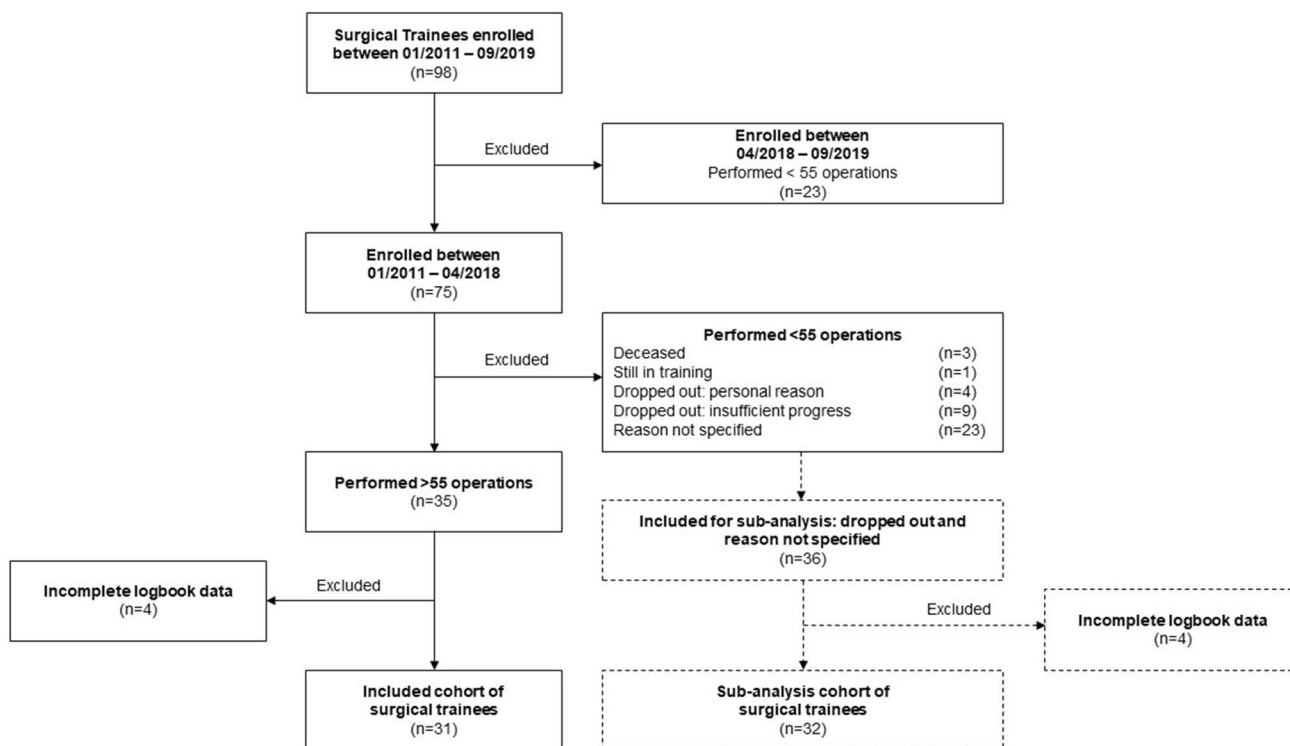 Surgical Trainees enrolled
between 01/2011 – 09/2019
(n=98)
Excluded
Enrolled between
04/2018 – 09/2019
Performed < 55 operations
(n=23)
Enrolled between
01/2011 – 04/2018
(n=75)
Excluded
Performed <55 operations
Deceased (n=3)
Still in training (n=1)
Dropped out: personal reason (n=4)
Dropped out: insufficient progress (n=9)
Reason not specified (n=23)
Performed >55 operations
(n=35)
Included for sub-analysis: dropped out and
reason not specified
(n=36)
Incomplete logbook data
(n=4)
Excluded
Excluded
Incomplete logbook data
(n=4)
Included cohort of
surgical trainees
(n=31)
Sub-analysis cohort of
surgical trainees
(n=32)